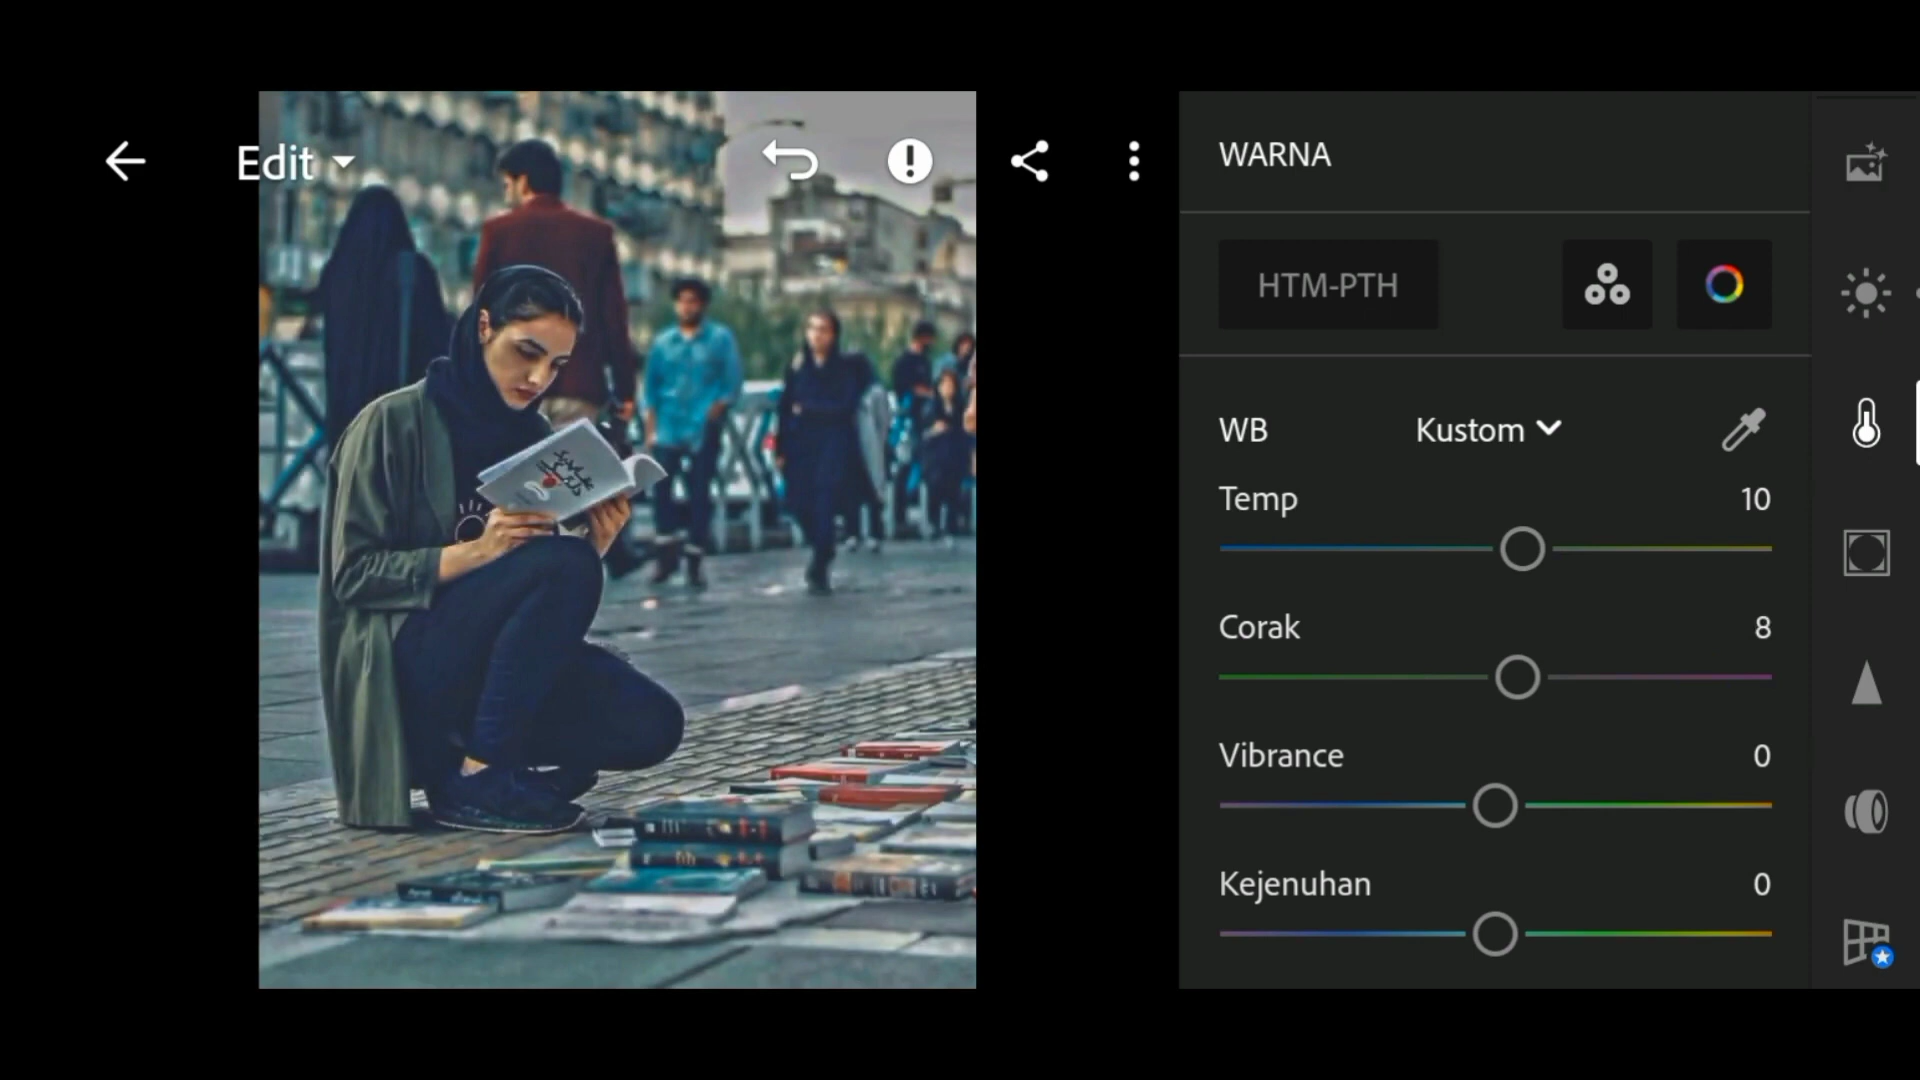 Edit
WARNA
HTM-PTH
WB Kustom
Temp 10
Corak 8
Vibrance 0
Kejenuhan 0